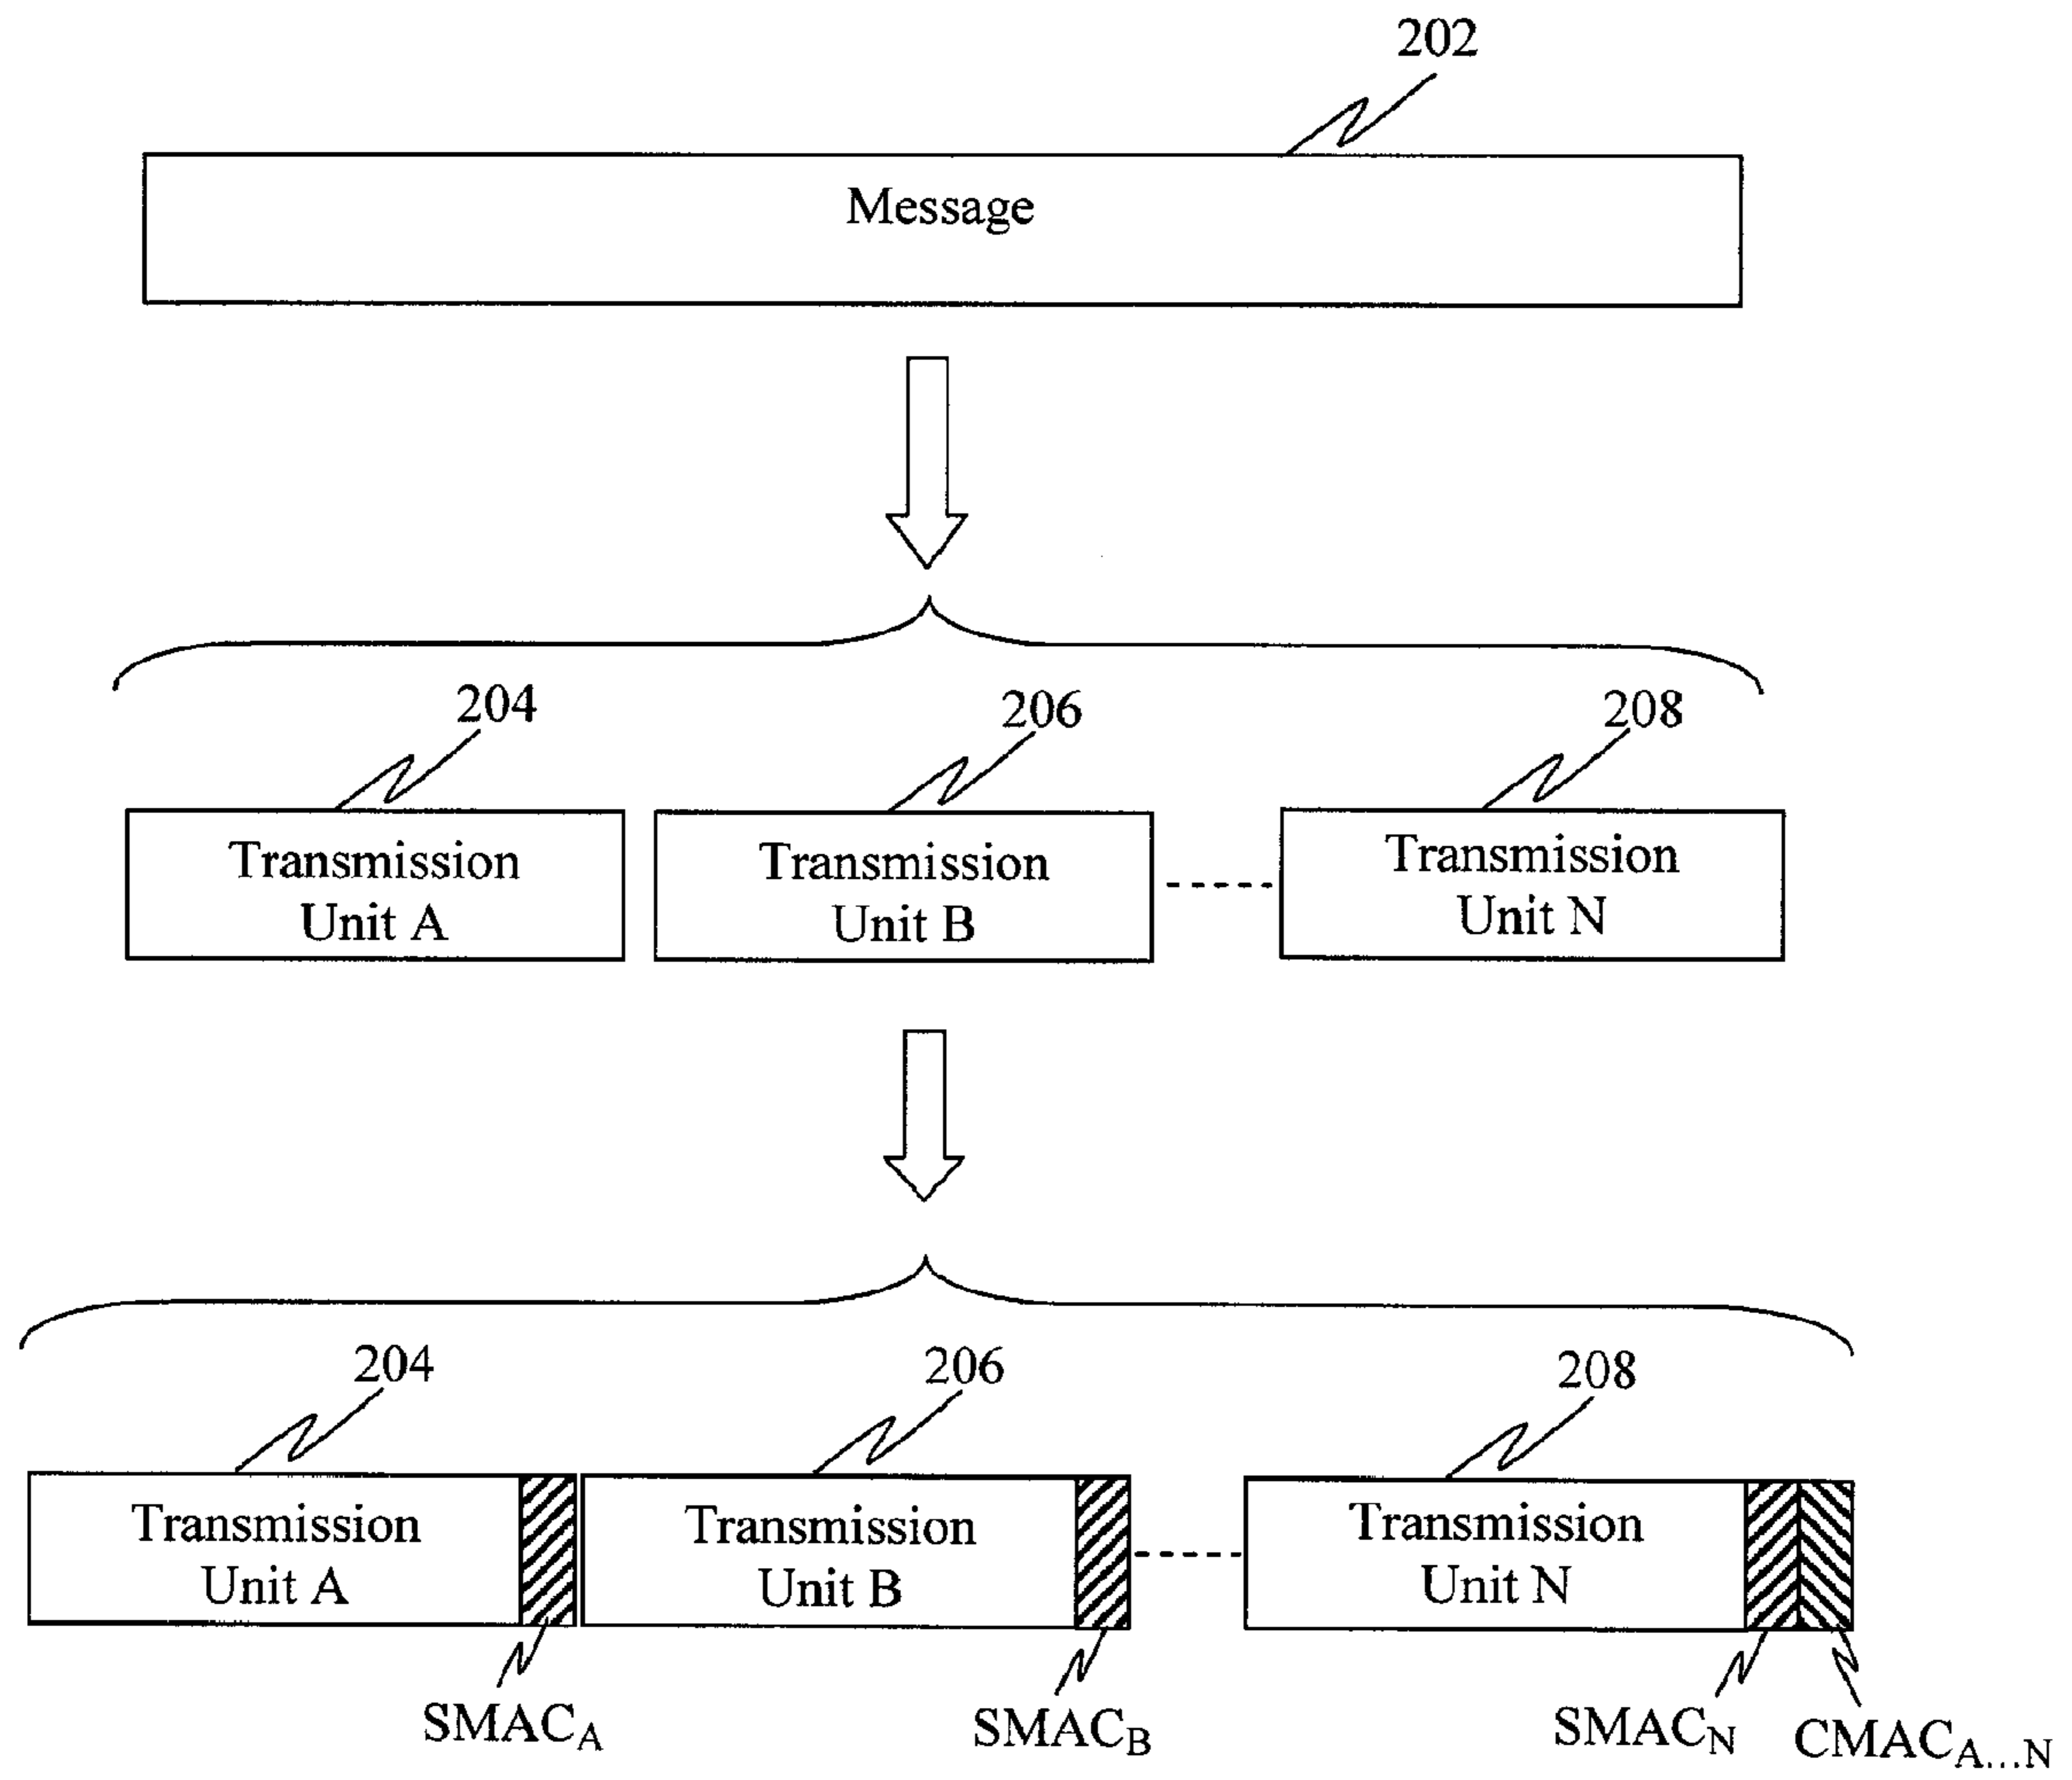 202
Message
204
206
208
Transmission
Unit A
Transmission
Unit B
Transmission
Unit N
204
206
208
Transmission
Unit A
Transmission
Unit B
Transmission
Unit N
SMACA
SMACB
SMACN
CMACA...N